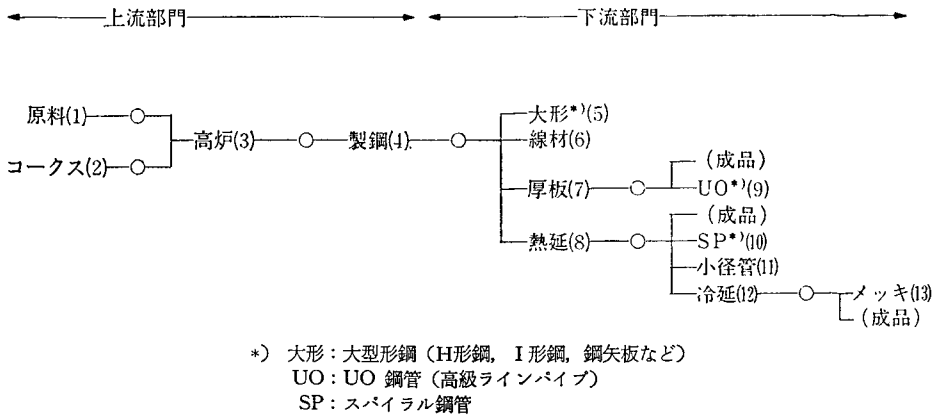 上流部門 下流部門
大形*)(5)
原料(1) 線材(6)
高炉(3) 製鋼(4) (成品)
コークス(2) 厚板(7) UO*)(9)
(成品)
熱延(8) SP*)(10)
小径管(11)
冷延(12) メッキ(13)
(成品)
*) 大形:大型形鋼(H形鋼, I形鋼, 鋼矢板など)
UO:UO 鋼管(高級ラインパイプ)
SP:スパイラル鋼管